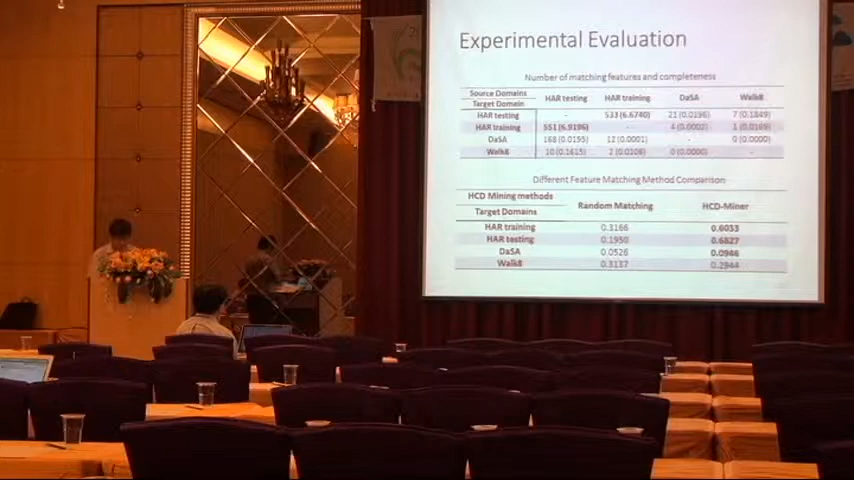 Experimental Evaluation
Number of matching features and completeness
Source Domains
Target Domain
HAR testing HAR training DaSA Walk8
HAR testing - 533 (6.6740) 21 (0.0196) 7 (0.1849)
HAR training 551 (6.9196) - 4 (0.0002) 1 (0.0169)
DaSA 168 (0.0195) 12 (0.0001) - 0 (0.0000)
Walk8 10 (0.1615) 2 (0.0108) 0 (0.0000) -
Different Feature Matching Method Comparison
HCD Mining methods
Target Domains
Random Matching HCD-Miner
HAR training 0.3166 0.6033
HAR testing 0.1950 0.6827
DaSA 0.0526 0.0946
Walk8 0.3137 0.2944